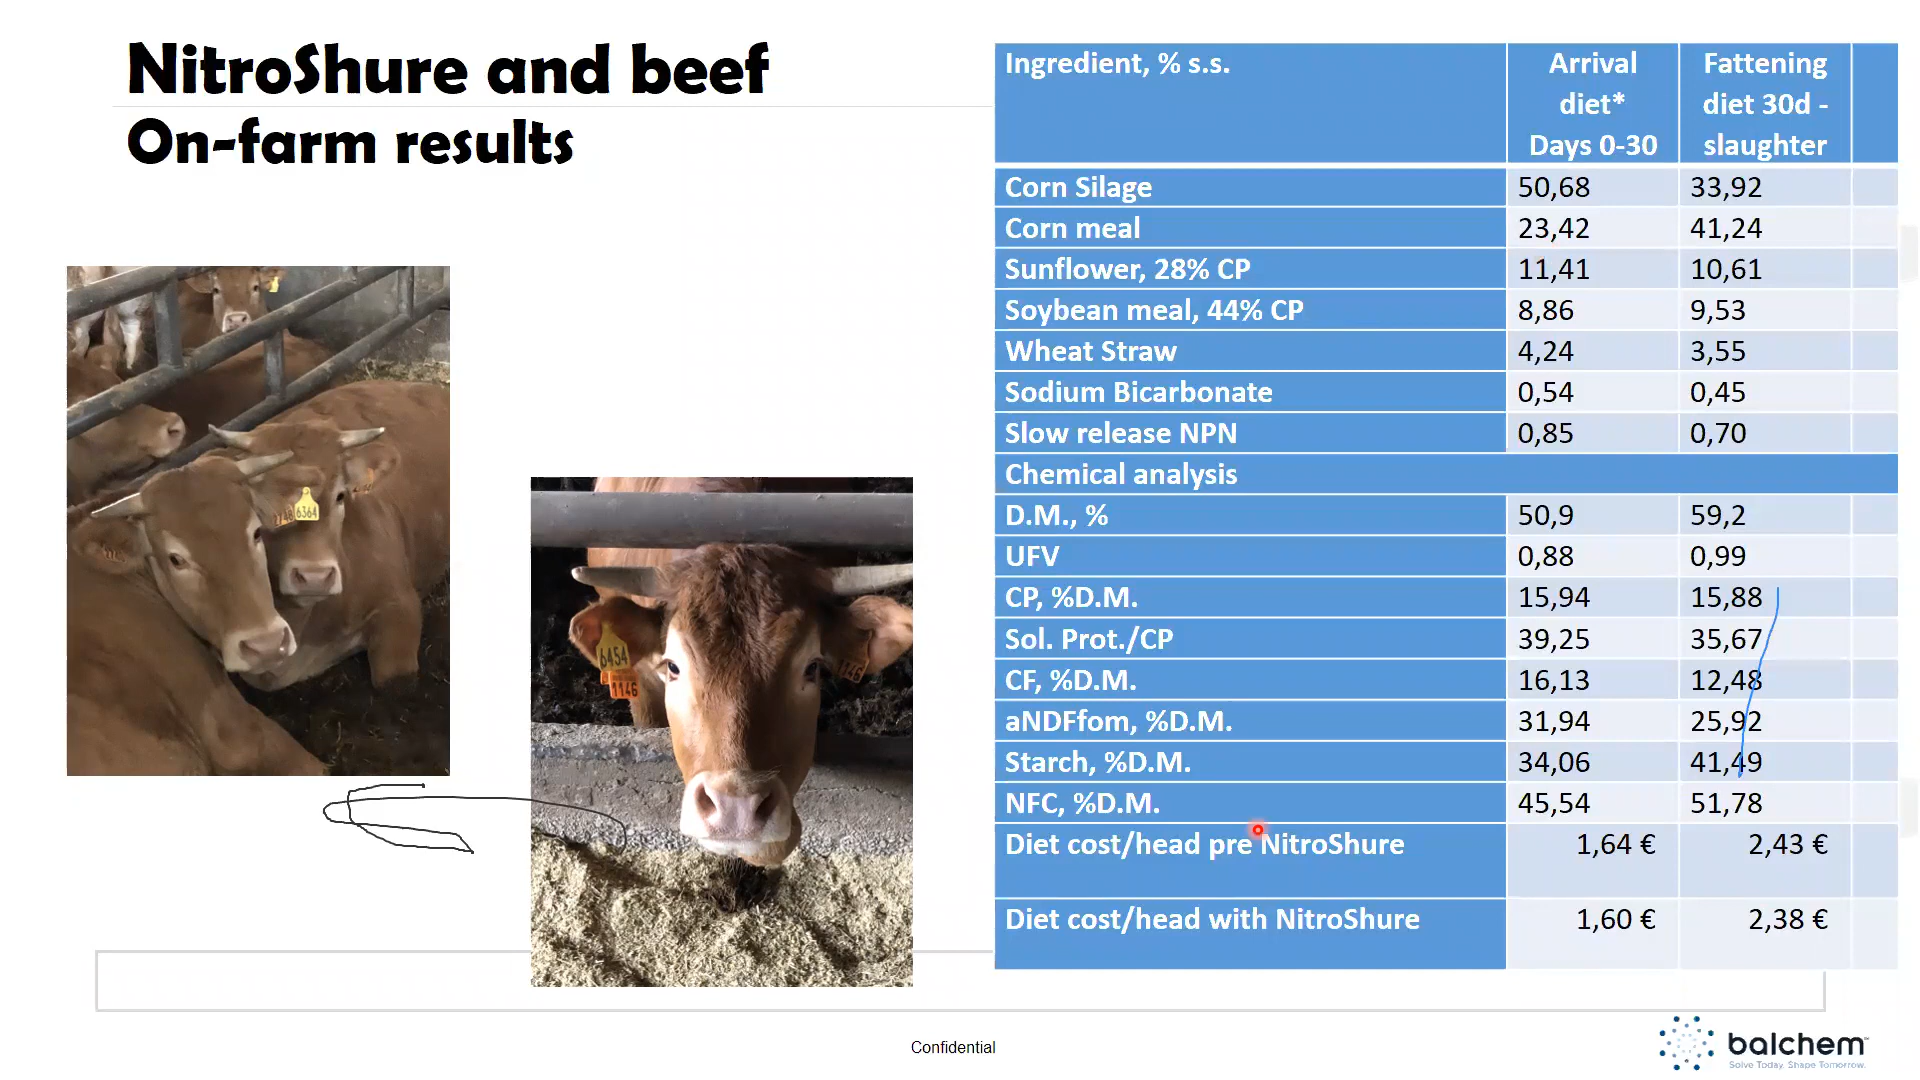 NitroShure and beef
On-farm results
Ingredient, % s.s. Arrival diet* Days 0-30 Fattening diet 30d - slaughter
Corn Silage 50,68 33,92
Corn meal 23,42 41,24
Sunflower, 28% CP 11,41 10,61
Soybean meal, 44% CP 8,86 9,53
Wheat Straw 4,24 3,55
Sodium Bicarbonate 0,54 0,45
Slow release NPN 0,85 0,70
Chemical analysis
D.M., % 50,9 59,2
UFV 0,88 0,99
CP, %D.M. 15,94 15,88
Sol. Prot./CP 39,25 35,67
CF, %D.M. 16,13 12,48
aNDFfom, %D.M. 31,94 25,92
Starch, %D.M. 34,06 41,49
NFC, %D.M. 45,54 51,78
Diet cost/head pre NitroShure 1,64 € 2,43 €
Diet cost/head with NitroShure 1,60 € 2,38 €
6364
6454
1146
Confidential
balchem
Solve Today. Shape Tomorrow.